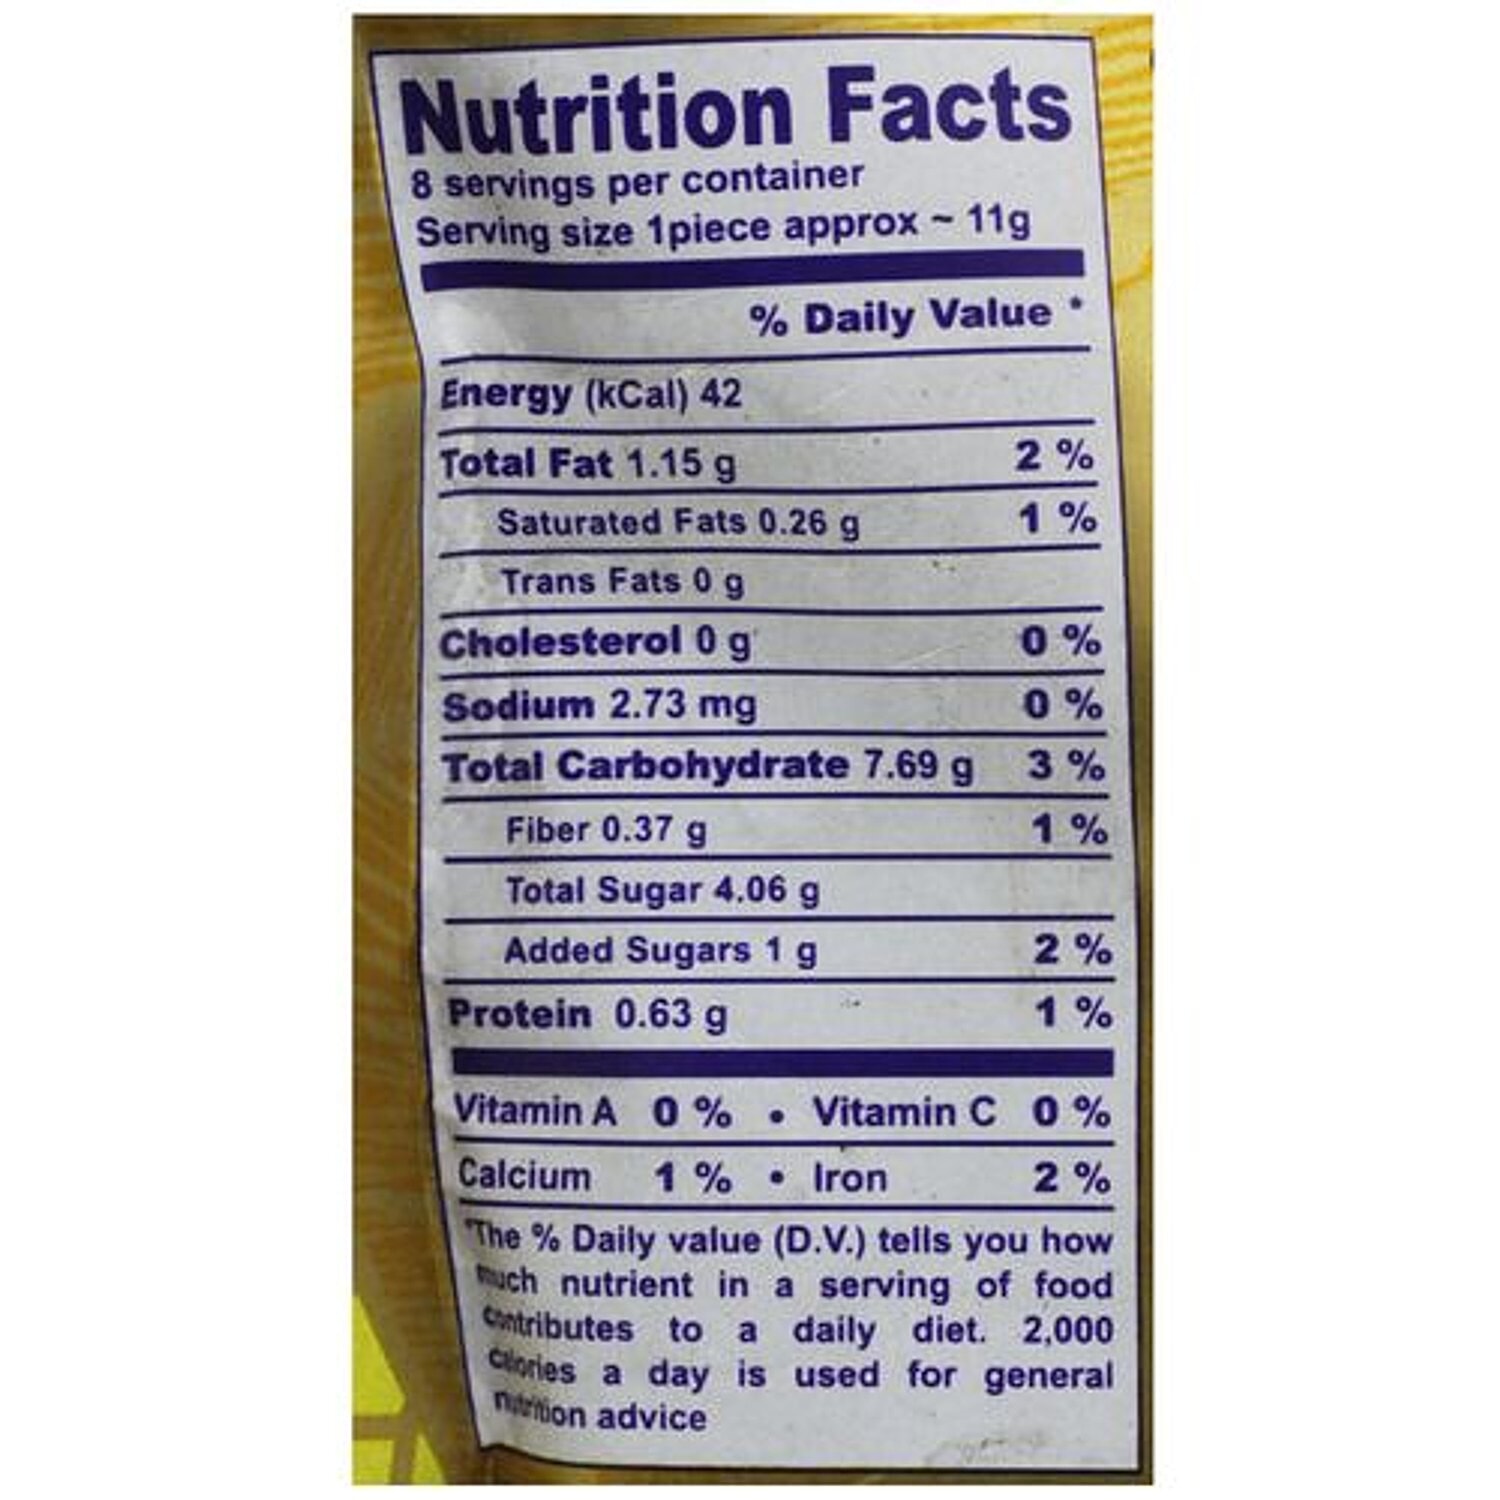 Nutrition Facts
8 servings per container
Serving size 1piece approx ~ 11g
% Daily Value *
Energy (kCal) 42
Total Fat 1.15 g 2 %
Saturated Fats 0.26 g 1 %
Trans Fats 0 g
Cholesterol 0 g 0 %
Sodium 2.73 mg 0 %
Total Carbohydrate 7.69 g 3 %
Fiber 0.37 g 1 %
Total Sugar 4.06 g
Added Sugars 1 g 2 %
Protein 0.63 g 1 %
Vitamin A 0 % • Vitamin C 0 %
Calcium 1 % • Iron 2 %
*The % Daily value (D.V.) tells you how
much nutrient in a serving of food
contributes to a daily diet. 2,000
calories a day is used for general
nutrition advice